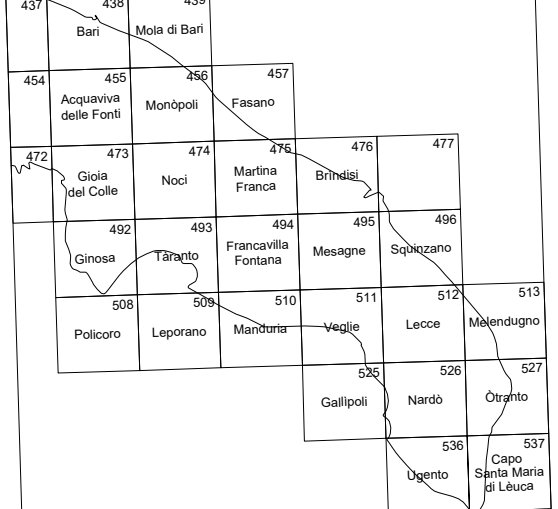 437 438 439
Bari Mola di Bari
454 455 456 457
Acquaviva
delle Fonti Monòpoli Fasano
472 473 474 475 476 477
Gioia
del Colle Noci Martina
Franca Brindisi
492 493 494 495 496
Ginosa Tàranto Francavilla
Fontana Mesagne Squinzano
508 509 510 511 512 513
Policoro Leporano Manduria Veglie Lecce Melendugno
525 526 527
Gallìpoli Nardò Òtranto
536 537
Ugento Capo
Santa Maria
di Lèuca